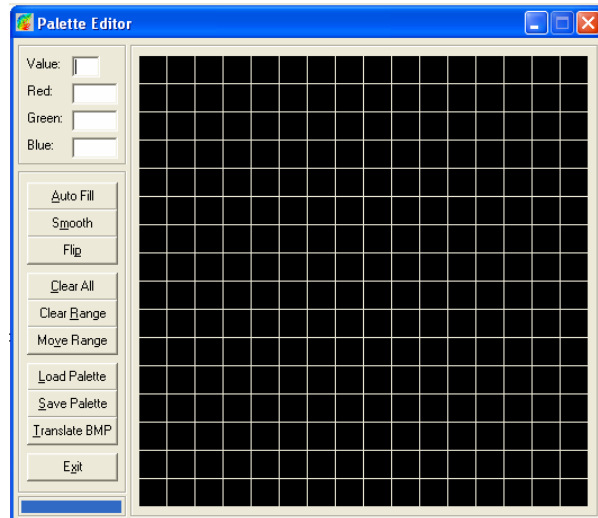 Palette Editor
Value:
Red:
Green:
Blue:
Auto Fill
Smooth
Flip
Clear All
Clear Range
Move Range
Load Palette
Save Palette
Translate BMP
Exit